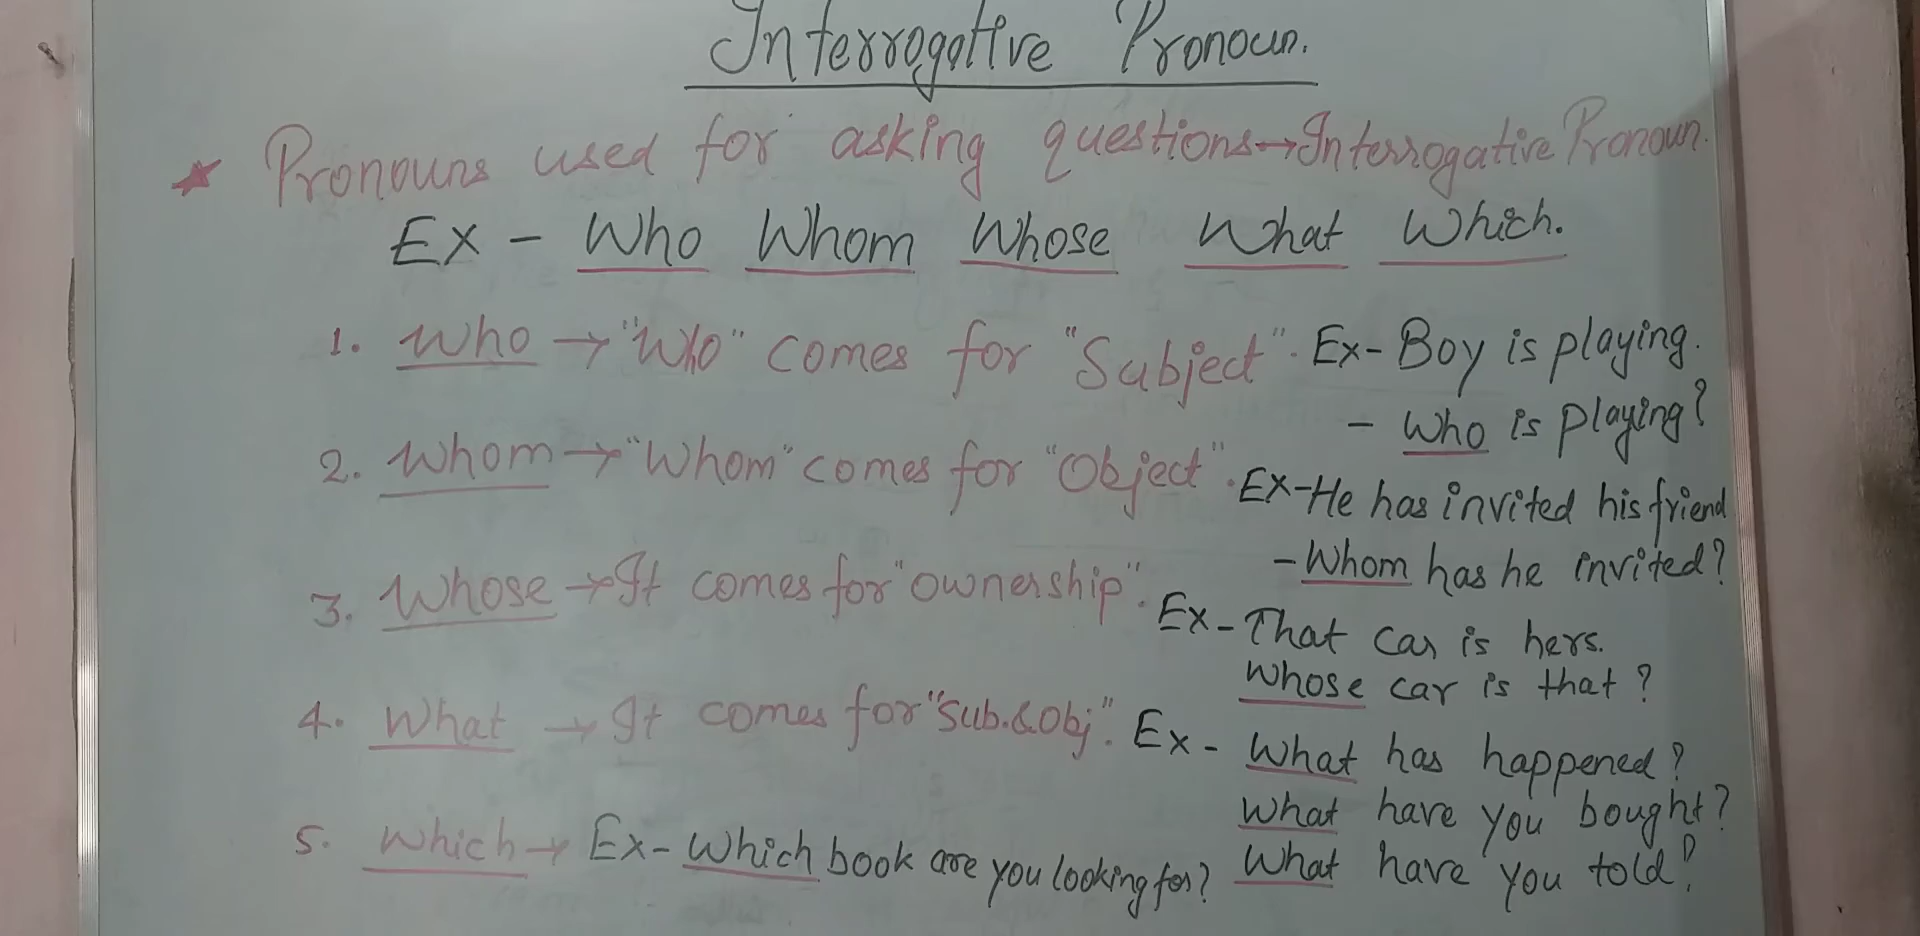 Interrogative Pronoun.
★ Pronouns used for asking questions→Interrogative Pronoun.
Ex - Who Whom Whose What Which.
1. Who → "Who" comes for "Subject". Ex- Boy is playing.
- Who is playing?
2. Whom → "Whom" comes for "Object". Ex-He has invited his friend
- Whom has he invited?
3. Whose → It comes for "ownership". Ex - That car is hers.
Whose car is that?
4. What → It comes for "Sub.&Obj". Ex - What has happened?
What have you bought?
5. Which → Ex- Which book are you looking for? What have you told?